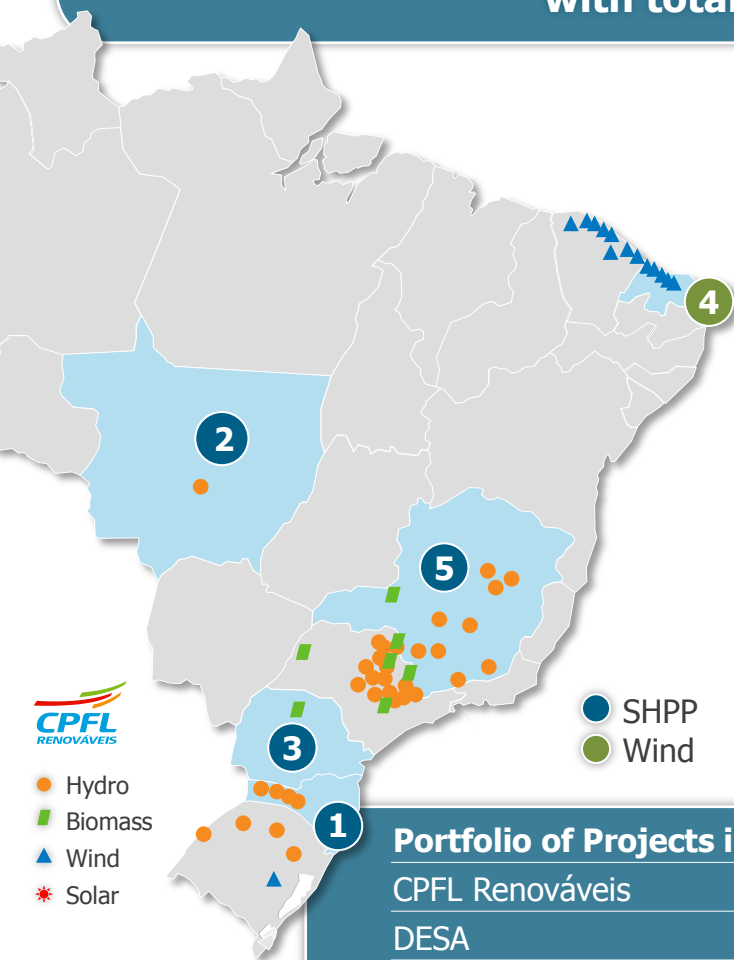 with total
4
2
5
SHPP
Wind
CPFL
RENOVÁVEIS
3
Hydro
Biomass
Wind
Solar
1
Portfolio of Projects i
CPFL Renováveis
DESA